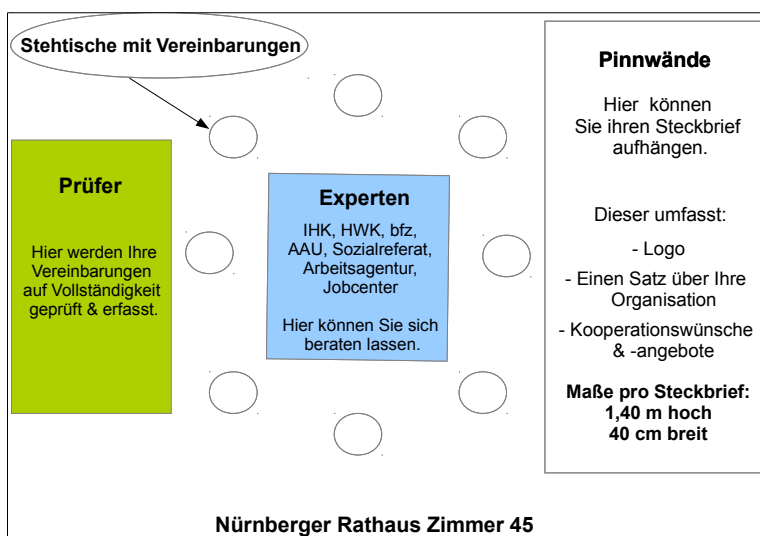 Stehtische mit Vereinbarungen
Prüfer
Hier werden Ihre
Vereinbarungen
auf Vollständigkeit
geprüft & erfasst.
Experten
IHK, HWK, bfz,
AAU, Sozialreferat,
Arbeitsagentur,
Jobcenter
Hier können Sie sich
beraten lassen.
Pinnwände
Hier können
Sie ihren Steckbrief
aufhängen.
Dieser umfasst:
- Logo
- Einen Satz über Ihre
Organisation
- Kooperationswünsche
& -angebote
Maße pro Steckbrief:
1,40 m hoch
40 cm breit
Nürnberger Rathaus Zimmer 45